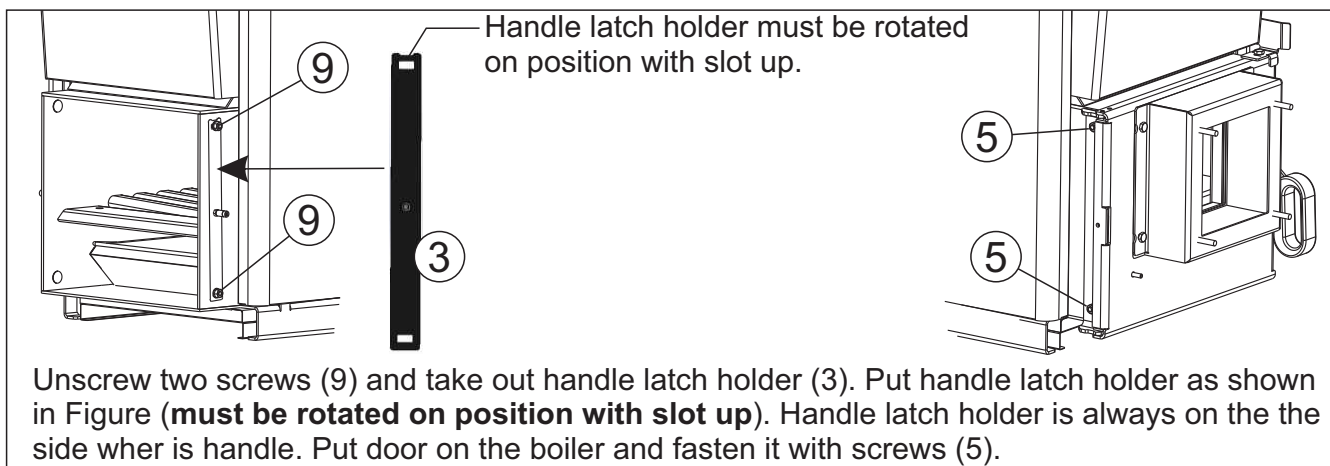 Handle latch holder must be rotated
on position with slot up.
9
9
3
5
5
Unscrew two screws (9) and take out handle latch holder (3). Put handle latch holder as shown
in Figure (must be rotated on position with slot up). Handle latch holder is always on the the
side wher is handle. Put door on the boiler and fasten it with screws (5).